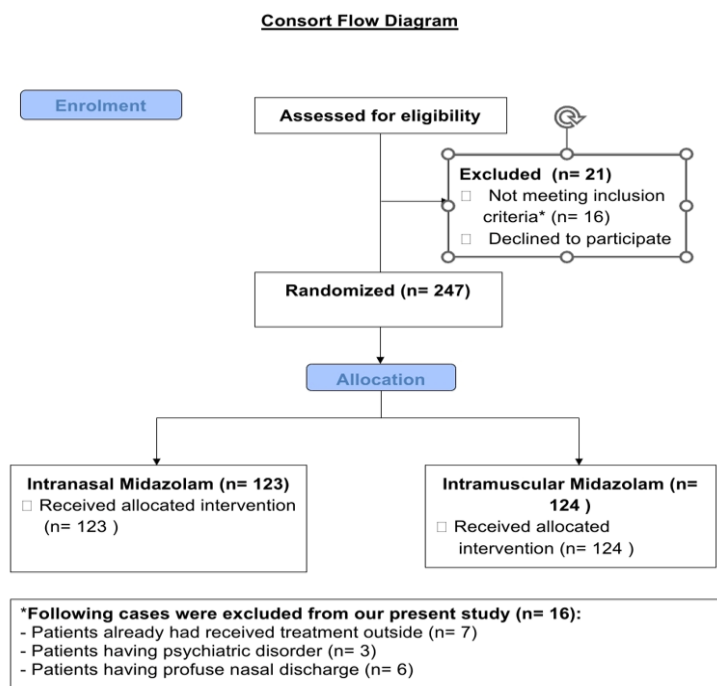 Consort Flow Diagram
Enrolment
Assessed for eligibility
Excluded (n= 21)
Not meeting inclusion
criteria* (n= 16)
Declined to participate
Randomized (n= 247)
Allocation
Intranasal Midazolam (n= 123)
Received allocated intervention
(n= 123 )
Intramuscular Midazolam (n=
124 )
Received allocated
intervention (n= 124 )
*Following cases were excluded from our present study (n= 16):
- Patients already had received treatment outside (n= 7)
- Patients having psychiatric disorder (n= 3)
- Patients having profuse nasal discharge (n= 6)